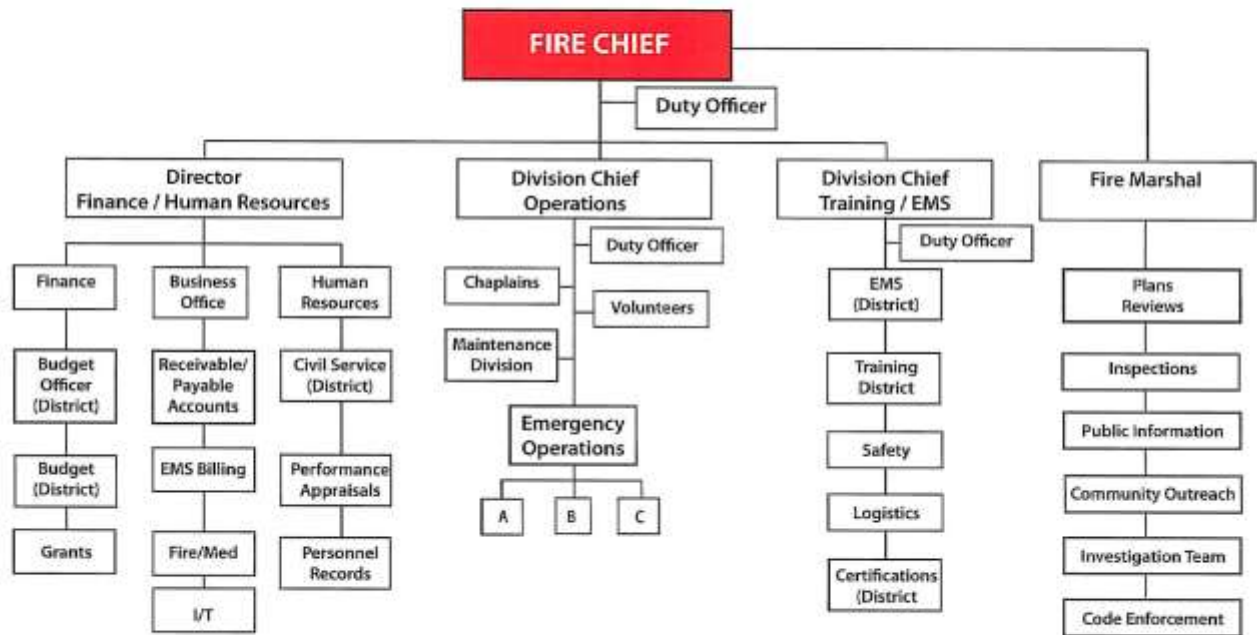 FIRE CHIEF
Duty Officer
Director
Finance / Human Resources
Division Chief
Operations
Division Chief
Training / EMS
Fire Marshal
Finance
Business
Office
Human
Resources
Budget
Officer
(District)
Receivable/
Payable
Accounts
Civil Service
(District)
Budget
(District)
EMS Billing
Performance
Appraisals
Grants
Fire/Med
Personnel
Records
I/T
Duty Officer
Chaplains
Volunteers
Maintenance
Division
Emergency
Operations
A
B
C
Duty Officer
EMS
(District)
Training
District
Safety
Logistics
Certifications
(District
Plans
Reviews
Inspections
Public Information
Community Outreach
Investigation Team
Code Enforcement